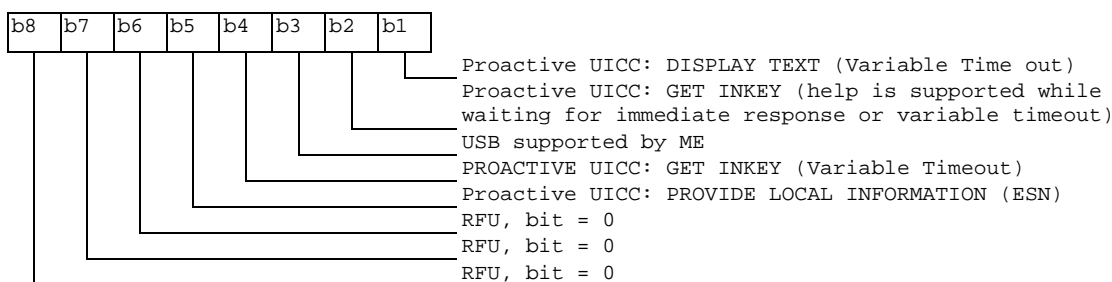 b8 b7 b6 b5 b4 b3 b2 b1
Proactive UICC: DISPLAY TEXT (Variable Time out)
Proactive UICC: GET INKEY (help is supported while
waiting for immediate response or variable timeout)
USB supported by ME
PROACTIVE UICC: GET INKEY (Variable Timeout)
Proactive UICC: PROVIDE LOCAL INFORMATION (ESN)
RFU, bit = 0
RFU, bit = 0
RFU, bit = 0